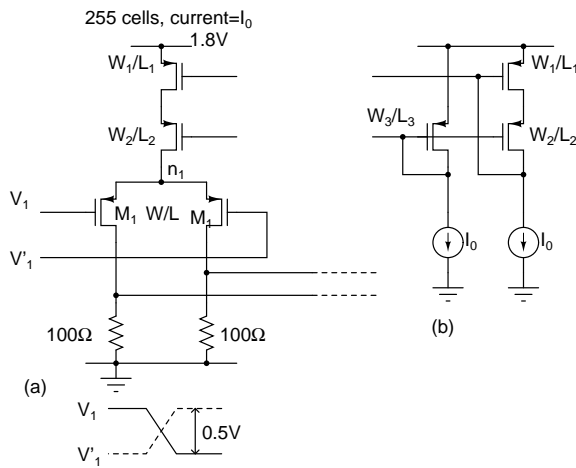 255 cells, current=I₀
1.8V
W₁/L₁
W₂/L₂
n₁
V₁
M₁ W/L M₁
V'₁
100Ω
100Ω
(a)
V₁
V'₁
0.5V
W₁/L₁
W₃/L₃
W₂/L₂
I₀
I₀
(b)